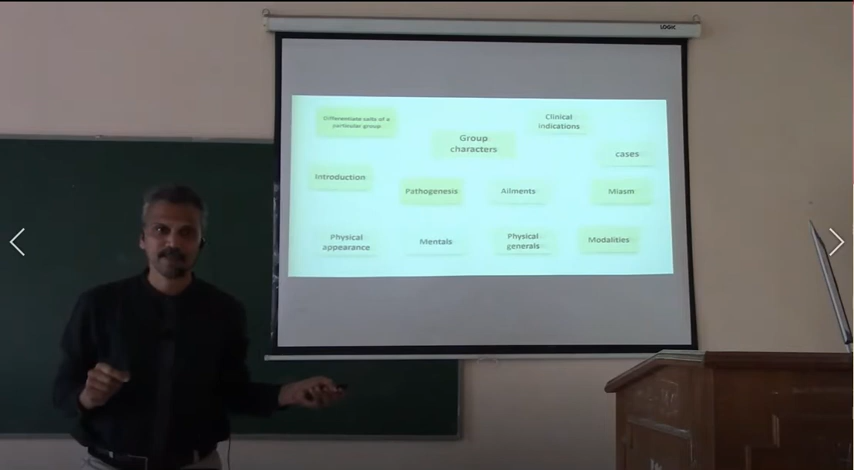 LOGIC
Differentiate salts of a
particular group
Clinical
indications
Group
characters
cases
Introduction
Pathogenesis
Ailments
Miasm
Physical
appearance
Mentals
Physical
generals
Modalities